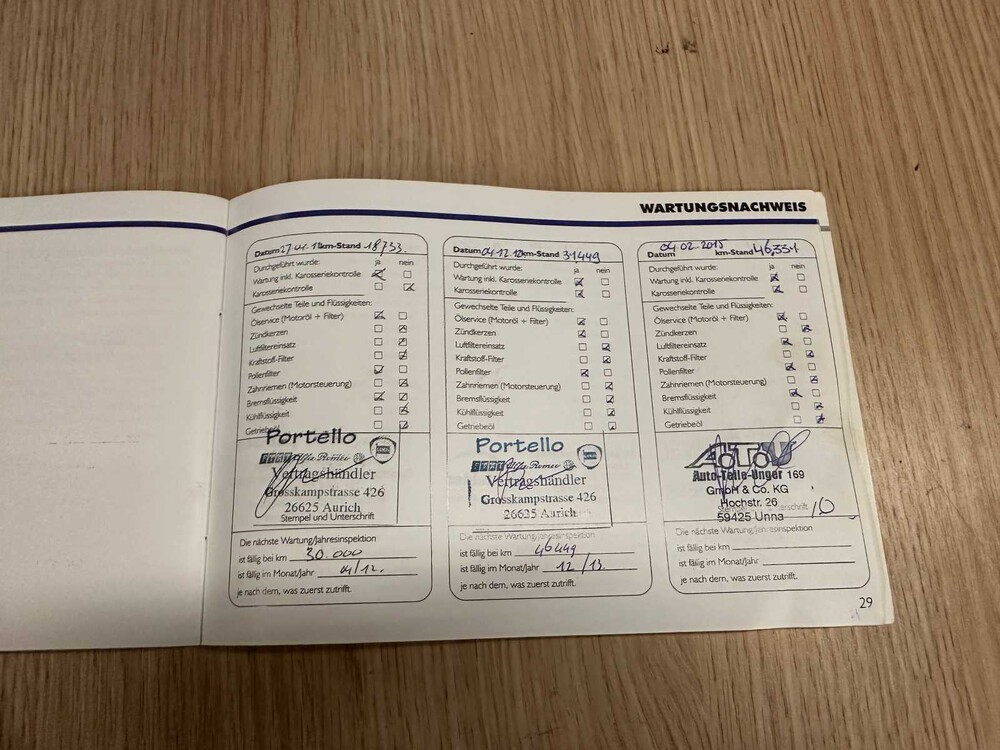 WARTUNGSNACHWEIS
Datum 27.01.11 km-Stand 18733
Durchgeführt wurde: ja nein
Wartung inkl. Karosseriekontrolle
Karosseriekontrolle
Gewechselte Teile und Flüssigkeiten:
Ölservice (Motoröl + Filter)
Zündkerzen
Luftfiltereinsatz
Kraftstoff-Filter
Pollenfilter
Zahnriemen (Motorsteuerung)
Bremsflüssigkeit
Kühlflüssigkeit
Getriebeöl
Portello
FIAT Alfa Romeo LANCIA
Vertragshändler
Grosskampstrasse 426
26625 Aurich
Stempel und Unterschrift
Die nächste Wartung/Jahresinspektion
ist fällig bei km 30.000
ist fällig im Monat/Jahr 01/12.
je nach dem, was zuerst zutrifft.
Datum 04.12.12 km-Stand 31449
Durchgeführt wurde: ja nein
Wartung inkl. Karosseriekontrolle
Karosseriekontrolle
Gewechselte Teile und Flüssigkeiten:
Ölservice (Motoröl + Filter)
Zündkerzen
Luftfiltereinsatz
Kraftstoff-Filter
Pollenfilter
Zahnriemen (Motorsteuerung)
Bremsflüssigkeit
Kühlflüssigkeit
Getriebeöl
Portello
FIAT Alfa Romeo LANCIA
Vertragshändler
Grosskampstrasse 426
26625 Aurich
Die nächste Wartung/Jahresinspektion
ist fällig bei km 46449
ist fällig im Monat/Jahr 12/13.
je nach dem, was zuerst zutrifft.
Datum 04.02.2015 km-Stand 46.331
Durchgeführt wurde: ja nein
Wartung inkl. Karosseriekontrolle
Karosseriekontrolle
Gewechselte Teile und Flüssigkeiten:
Ölservice (Motoröl + Filter)
Zündkerzen
Luftfiltereinsatz
Kraftstoff-Filter
Pollenfilter
Zahnriemen (Motorsteuerung)
Bremsflüssigkeit
Kühlflüssigkeit
Getriebeöl
Auto-Teile-Unger 169
GmbH & Co. KG
Hochstr. 26
59425 Unna
Die nächste Wartung/Jahresinspektion
ist fällig bei km
ist fällig im Monat/Jahr
je nach dem, was zuerst zutrifft.
29